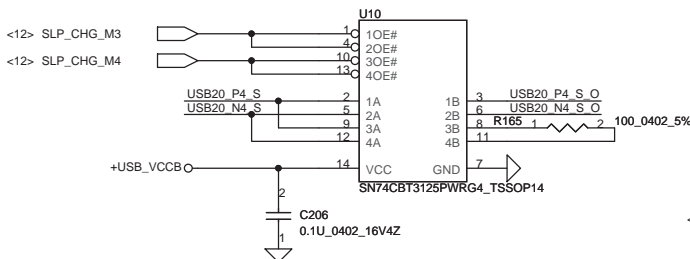 U10
<12> SLP_CHG_M3
1 1OE#
4 2OE#
<12> SLP_CHG_M4
10 3OE#
13 4OE#
USB20_P4_S 2 1A 1B 3 USB20_P4_S_O
USB20_N4_S 5 2A 2B 6 USB20_N4_S_O
9 3A 3B 8 R165 1 2 100_0402_5%
12 4A 4B 11
+USB_VCCB 14 VCC GND 7
SN74CBT3125PWRG4_TSSOP14
2
C206
0.1U_0402_16V4Z
1